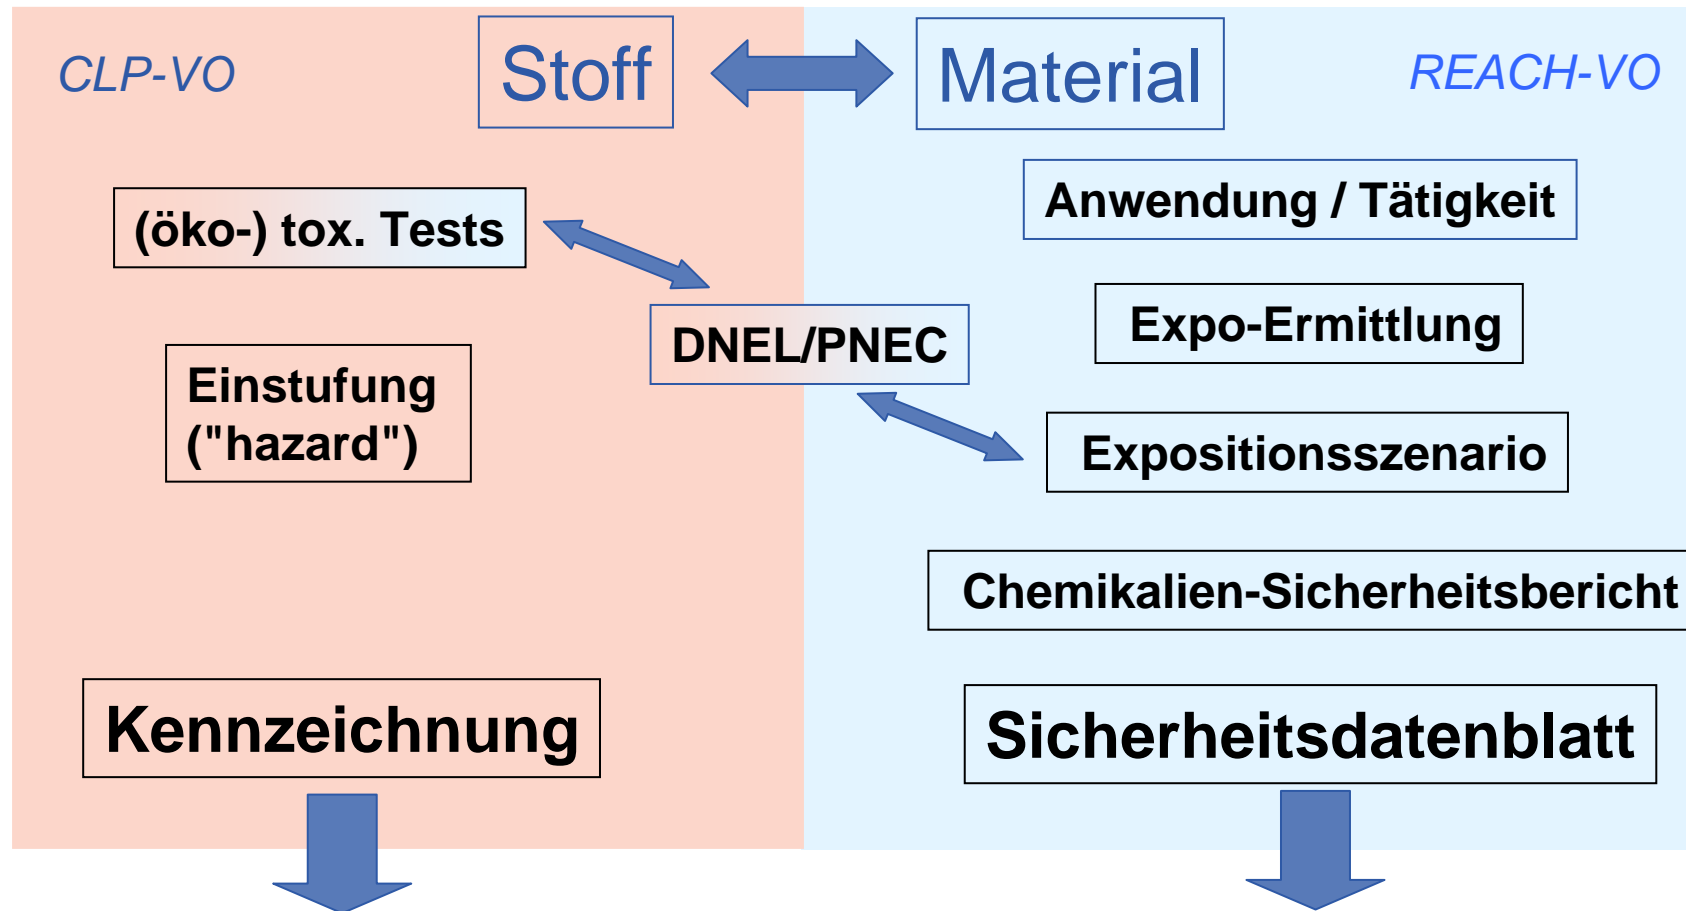 CLP-VO
Stoff
Material
REACH-VO
(öko-) tox. Tests
Anwendung / Tätigkeit
DNEL/PNEC
Expo-Ermittlung
Einstufung
("hazard")
Expositionsszenario
Chemikalien-Sicherheitsbericht
Kennzeichnung
Sicherheitsdatenblatt